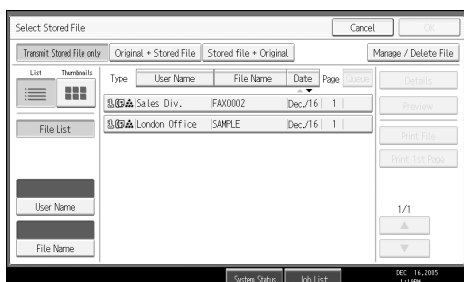 Select Stored File
Cancel
OK
Transmit Stored File only
Original + Stored File
Stored file + Original
Manage / Delete File
List
Thumbnails
Type
User Name
File Name
Date
Page
Queue
Details
Sales Div.
FAX0002
Dec./16
1
Preview
File List
London Office
SAMPLE
Dec./16
1
Print File
Print 1st Page
User Name
1/1
File Name
System Status
Job List
DEC 16,2005
1:19PM